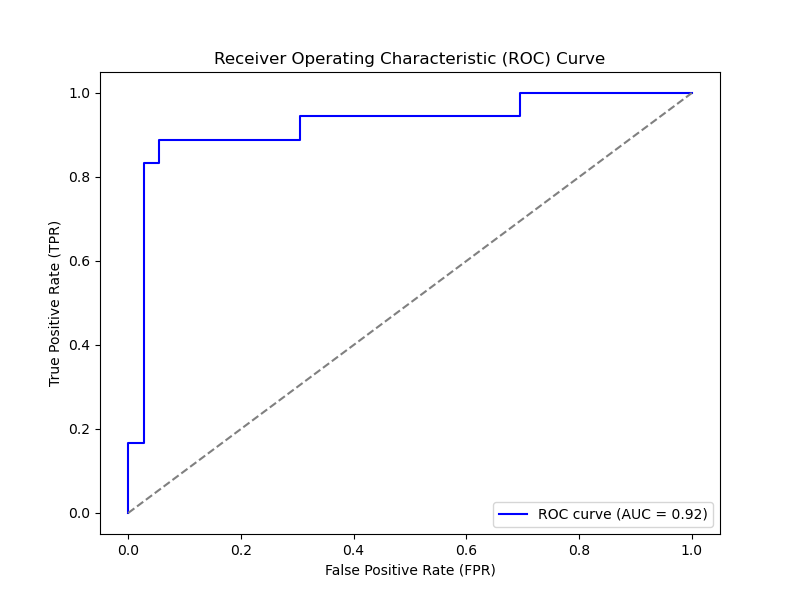 Receiver Operating Characteristic (ROC) Curve
1.0
0.8
0.6
0.4
0.2
0.0
True Positive Rate (TPR)
ROC curve (AUC = 0.92)
0.0 0.2 0.4 0.6 0.8 1.0
False Positive Rate (FPR)